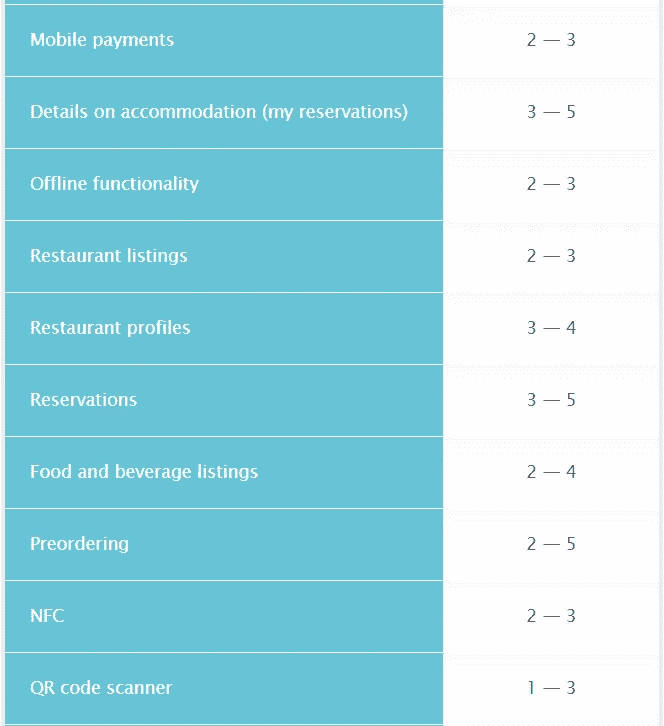 Mobile payments 2 — 3
Details on accommodation (my reservations) 3 — 5
Offline functionality 2 — 3
Restaurant listings 2 — 3
Restaurant profiles 3 — 4
Reservations 3 — 5
Food and beverage listings 2 — 4
Preordering 2 — 5
NFC 2 — 3
QR code scanner 1 — 3